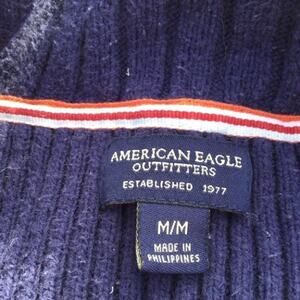 AMERICAN EAGLE
OUTFITTERS
ESTABLISHED 1977
M/M
MADE IN
PHILIPPINES